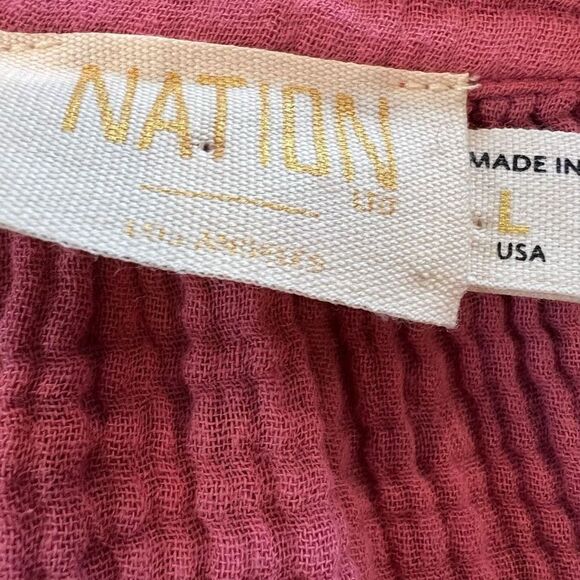 NATION
LTD
LOS ANGELES
MADE IN
L
USA